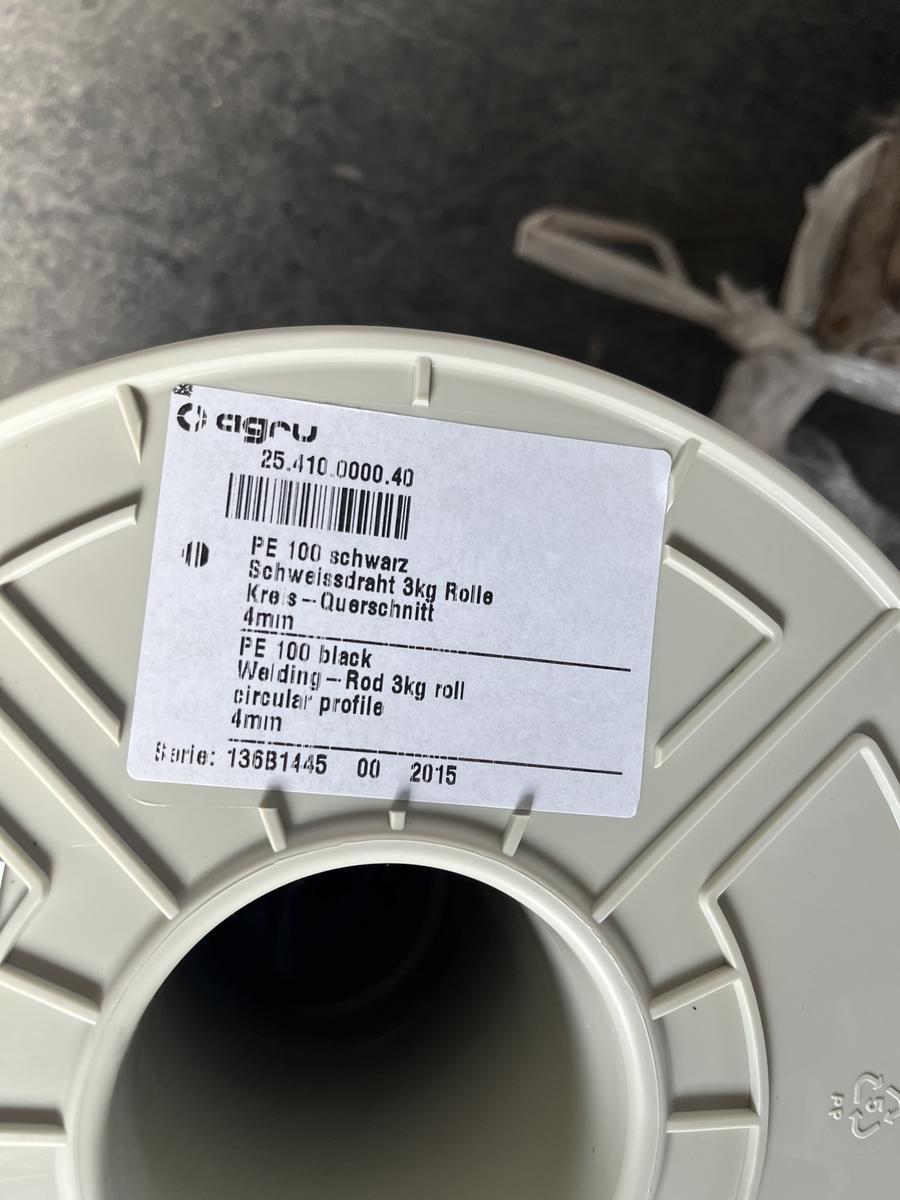 agru
25.410.0000.40
PE 100 schwarz
Schweissdraht 3kg Rolle
Kreis-Querschnitt
4mm
PE 100 black
Welding-Rod 3kg roll
circular profile
4mm
Serie: 136B1445 00 2015
5
PP